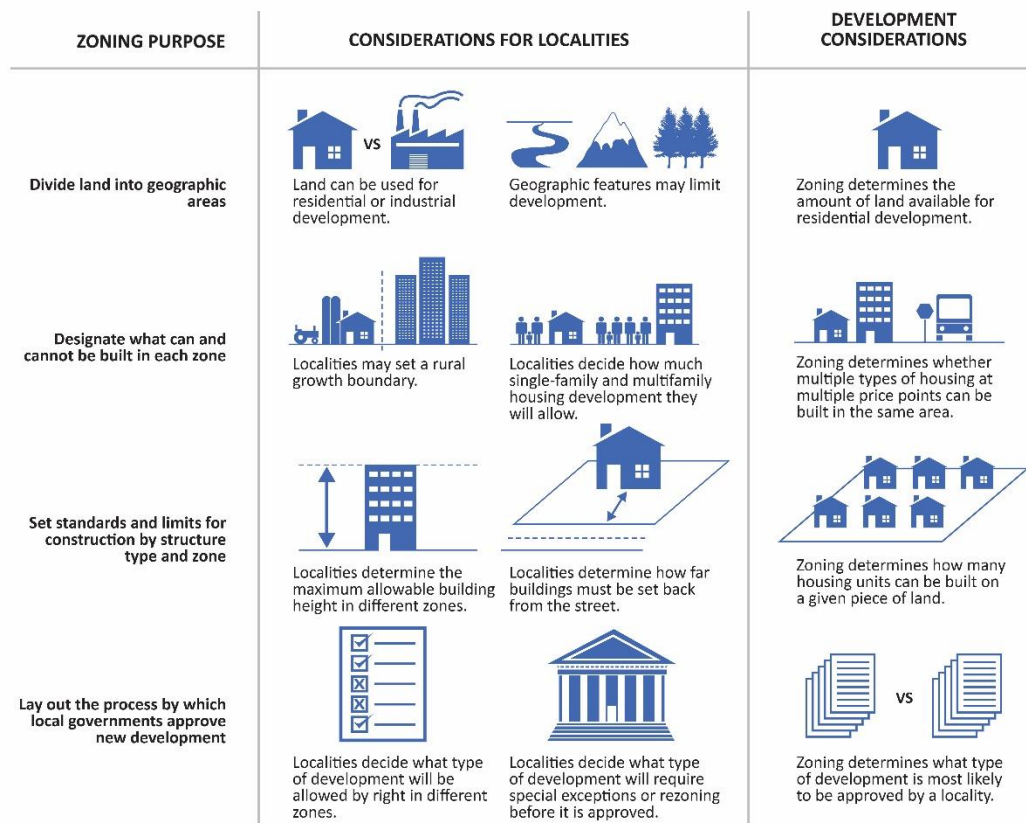 ZONING PURPOSE
CONSIDERATIONS FOR LOCALITIES
DEVELOPMENT
CONSIDERATIONS
Divide land into geographic
areas
VS
Land can be used for
residential or industrial
development.
Geographic features may limit
development.
Zoning determines the
amount of land available for
residential development.
Designate what can and
cannot be built in each zone
Localities may set a rural
growth boundary.
Localities decide how much
single-family and multifamily
housing development they
will allow.
Zoning determines whether
multiple types of housing at
multiple price points can be
built in the same area.
Set standards and limits for
construction by structure
type and zone
Localities determine the
maximum allowable building
height in different zones.
Localities determine how far
buildings must be set back
from the street.
Zoning determines how many
housing units can be built on
a given piece of land.
Lay out the process by which
local governments approve
new development
Localities decide what type
of development will be
allowed by right in different
zones.
Localities decide what type
of development will require
special exceptions or rezoning
before it is approved.
VS
Zoning determines what type
of development is most likely
to be approved by a locality.